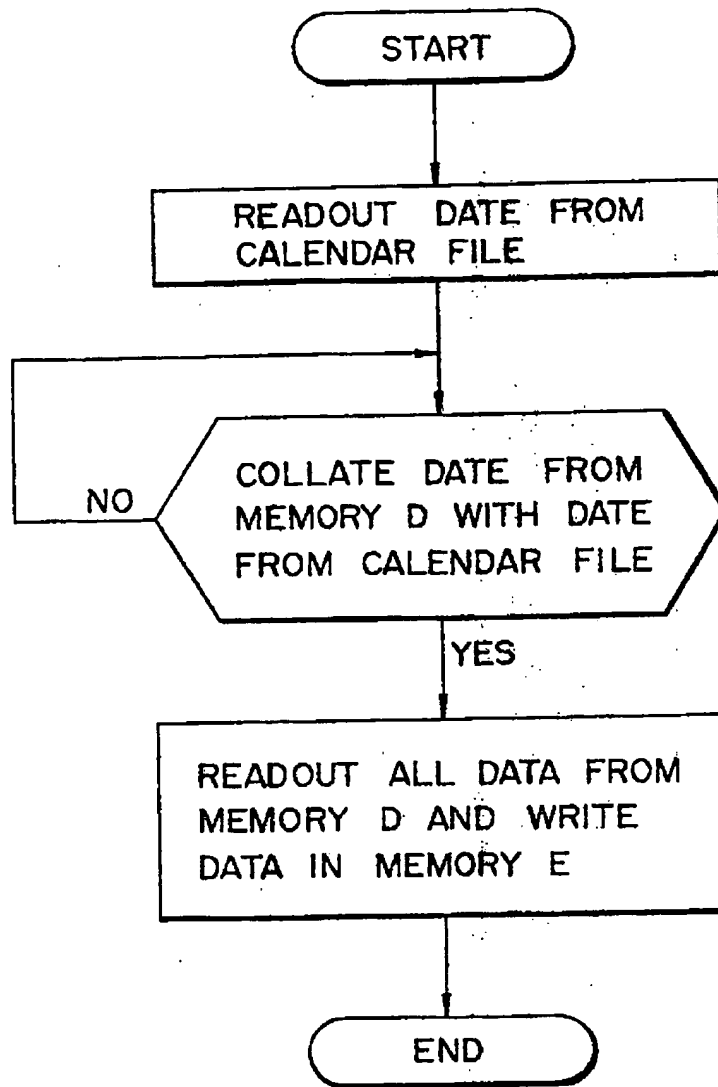 START
READOUT DATE FROM
CALENDAR FILE
COLLATE DATE FROM
MEMORY D WITH DATE
FROM CALENDAR FILE
NO
YES
READOUT ALL DATA FROM
MEMORY D AND WRITE
DATA IN MEMORY E
END